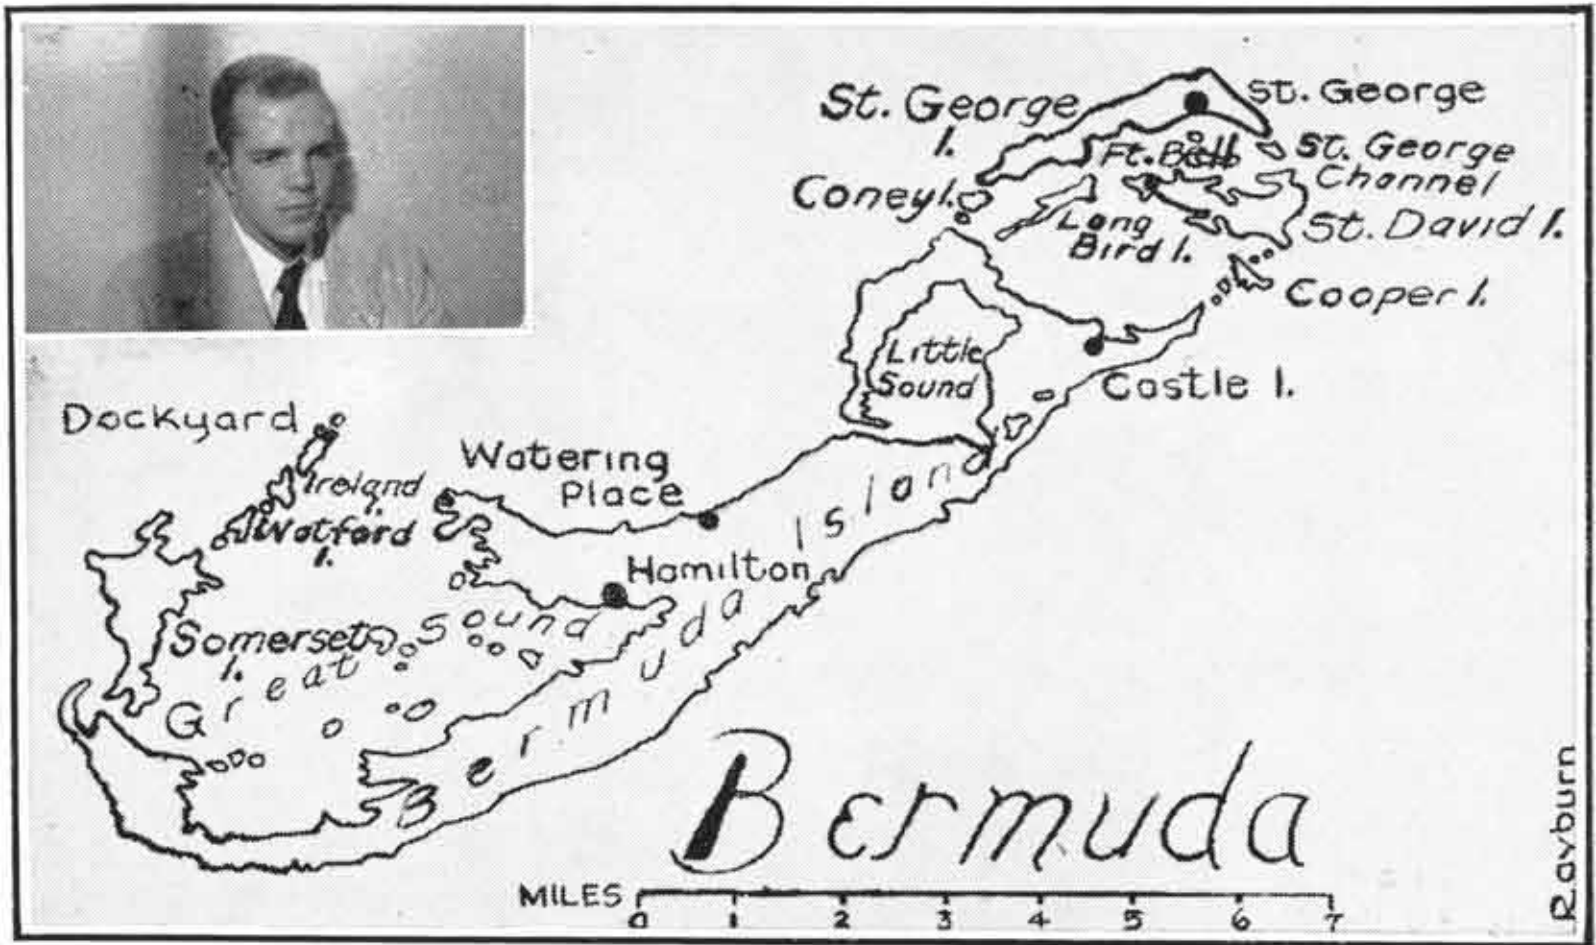 St. George
I.
St. George
Ft. Bell
St. George
Channel
Coney I.
Long
Bird I.
St. David I.
Cooper I.
Little
Sound
Castle I.
Dockyard
Ireland
I.
Watford
I.
Watering
Place
Hamilton
Somerset
I.
Great Sound
Bermuda Island
Bermuda
MILES
0 1 2 3 4 5 6 7
Rayburn